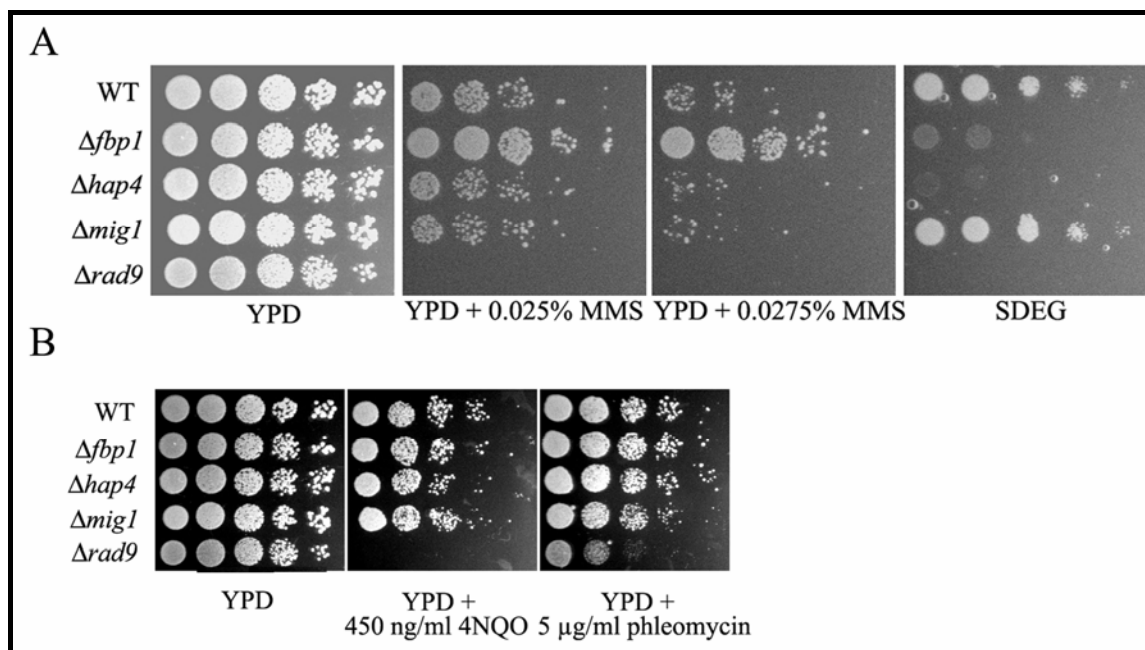 A
WT
Δfbp1
Δhap4
Δmig1
Δrad9
YPD
YPD + 0.025% MMS
YPD + 0.0275% MMS
SDEG
B
WT
Δfbp1
Δhap4
Δmig1
Δrad9
YPD
YPD +
450 ng/ml 4NQO
YPD +
5 µg/ml phleomycin